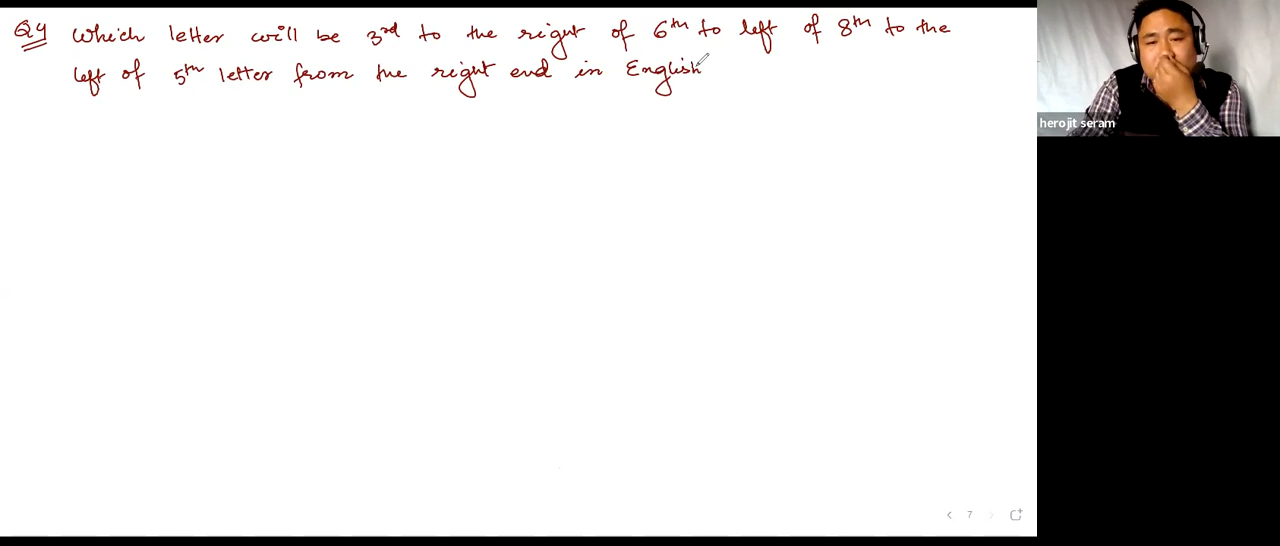 Q4 Which letter will be 3rd to the right of 6th to left of 8th to the
left of 5th letter from the right end in English
herojit seram
7